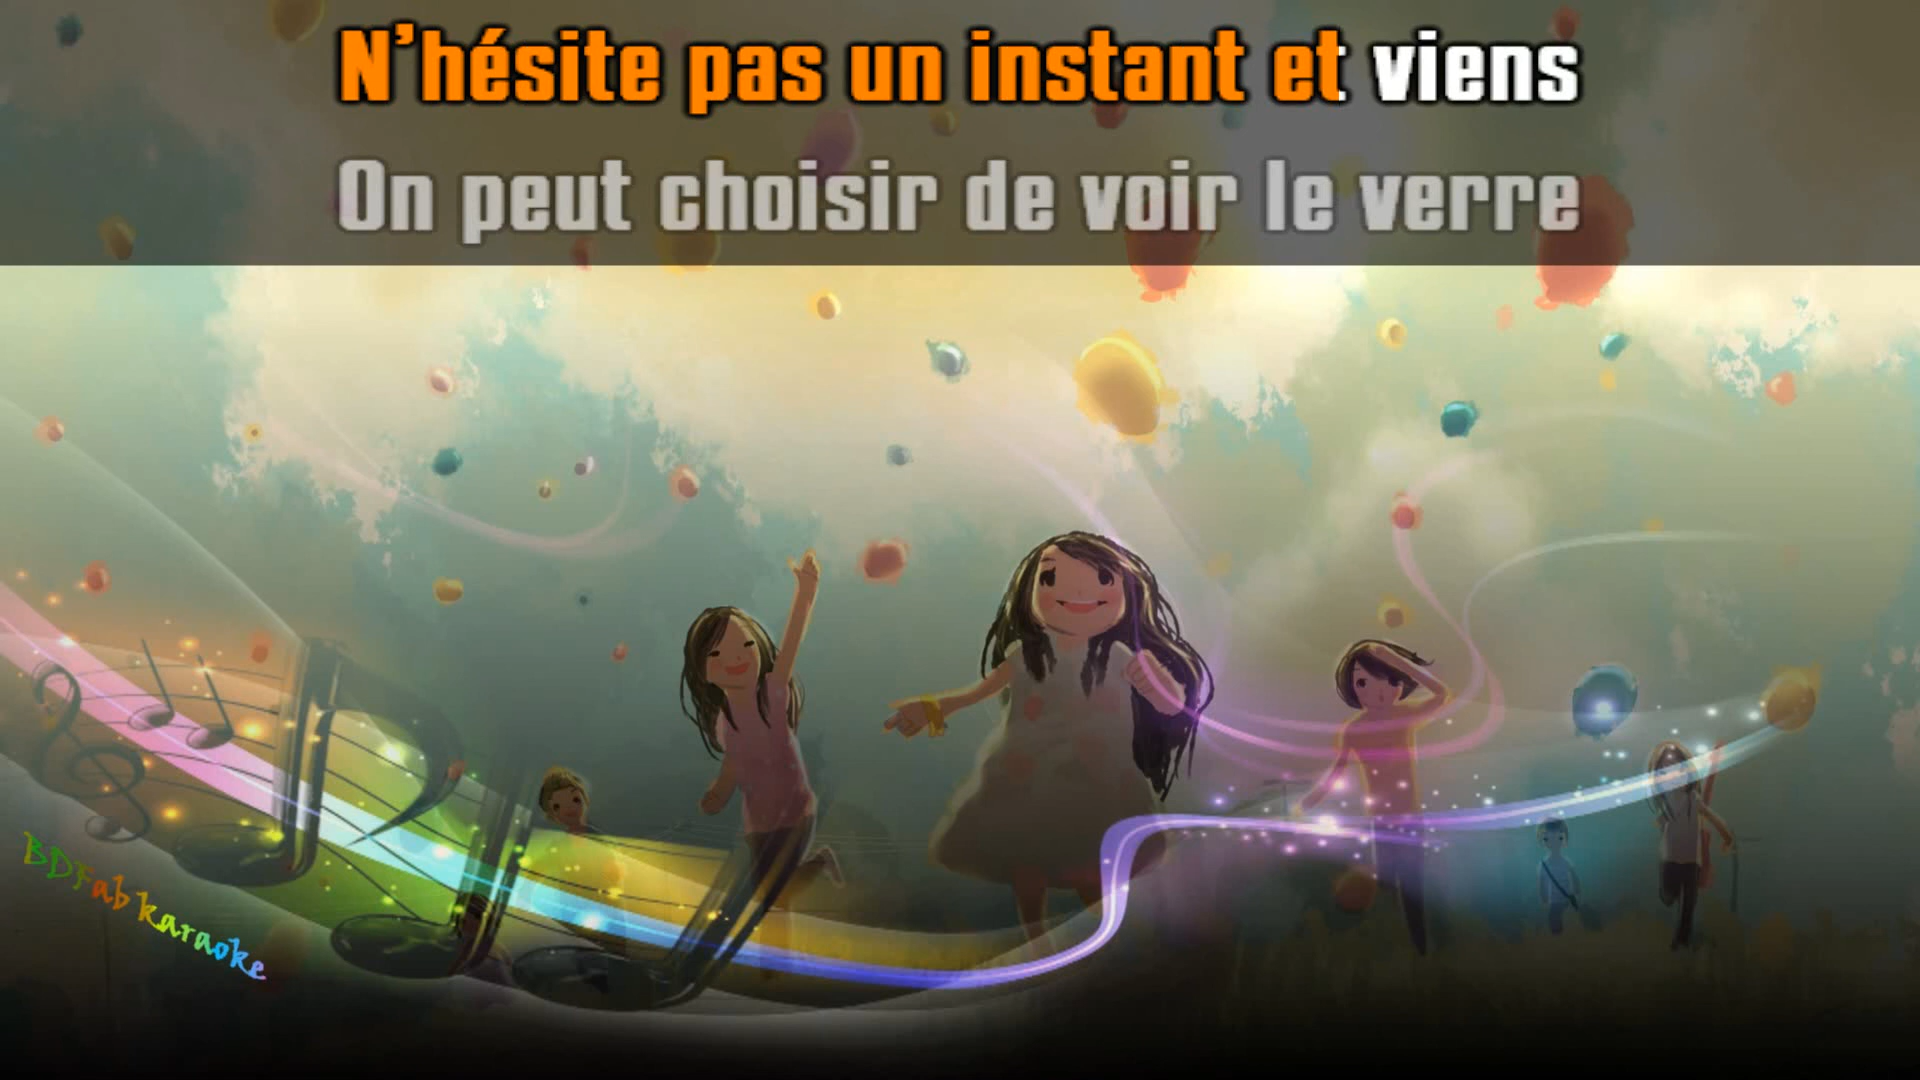 N'hésite pas un instant et viens
On peut choisir de voir le verre
BDFab karaoke